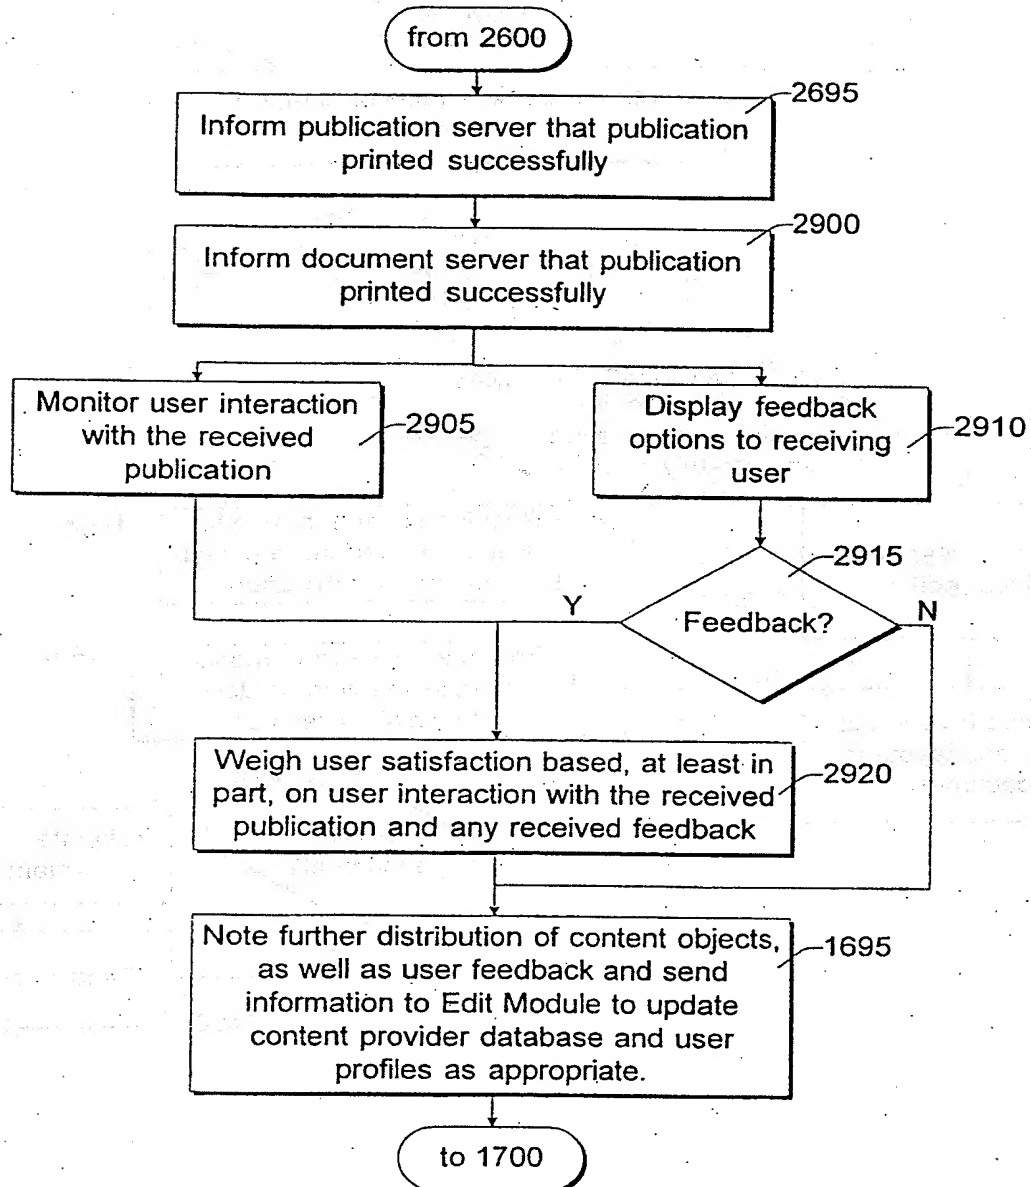 from 2600
2695
Inform publication server that publication
printed successfully
2900
Inform document server that publication
printed successfully
Monitor user interaction
with the received
publication
2905
Display feedback
options to receiving
user
2910
2915
Feedback?
Y
N
Weigh user satisfaction based, at least in
part, on user interaction with the received
publication and any received feedback
2920
Note further distribution of content objects,
as well as user feedback and send
information to Edit Module to update
content provider database and user
profiles as appropriate.
1695
to 1700